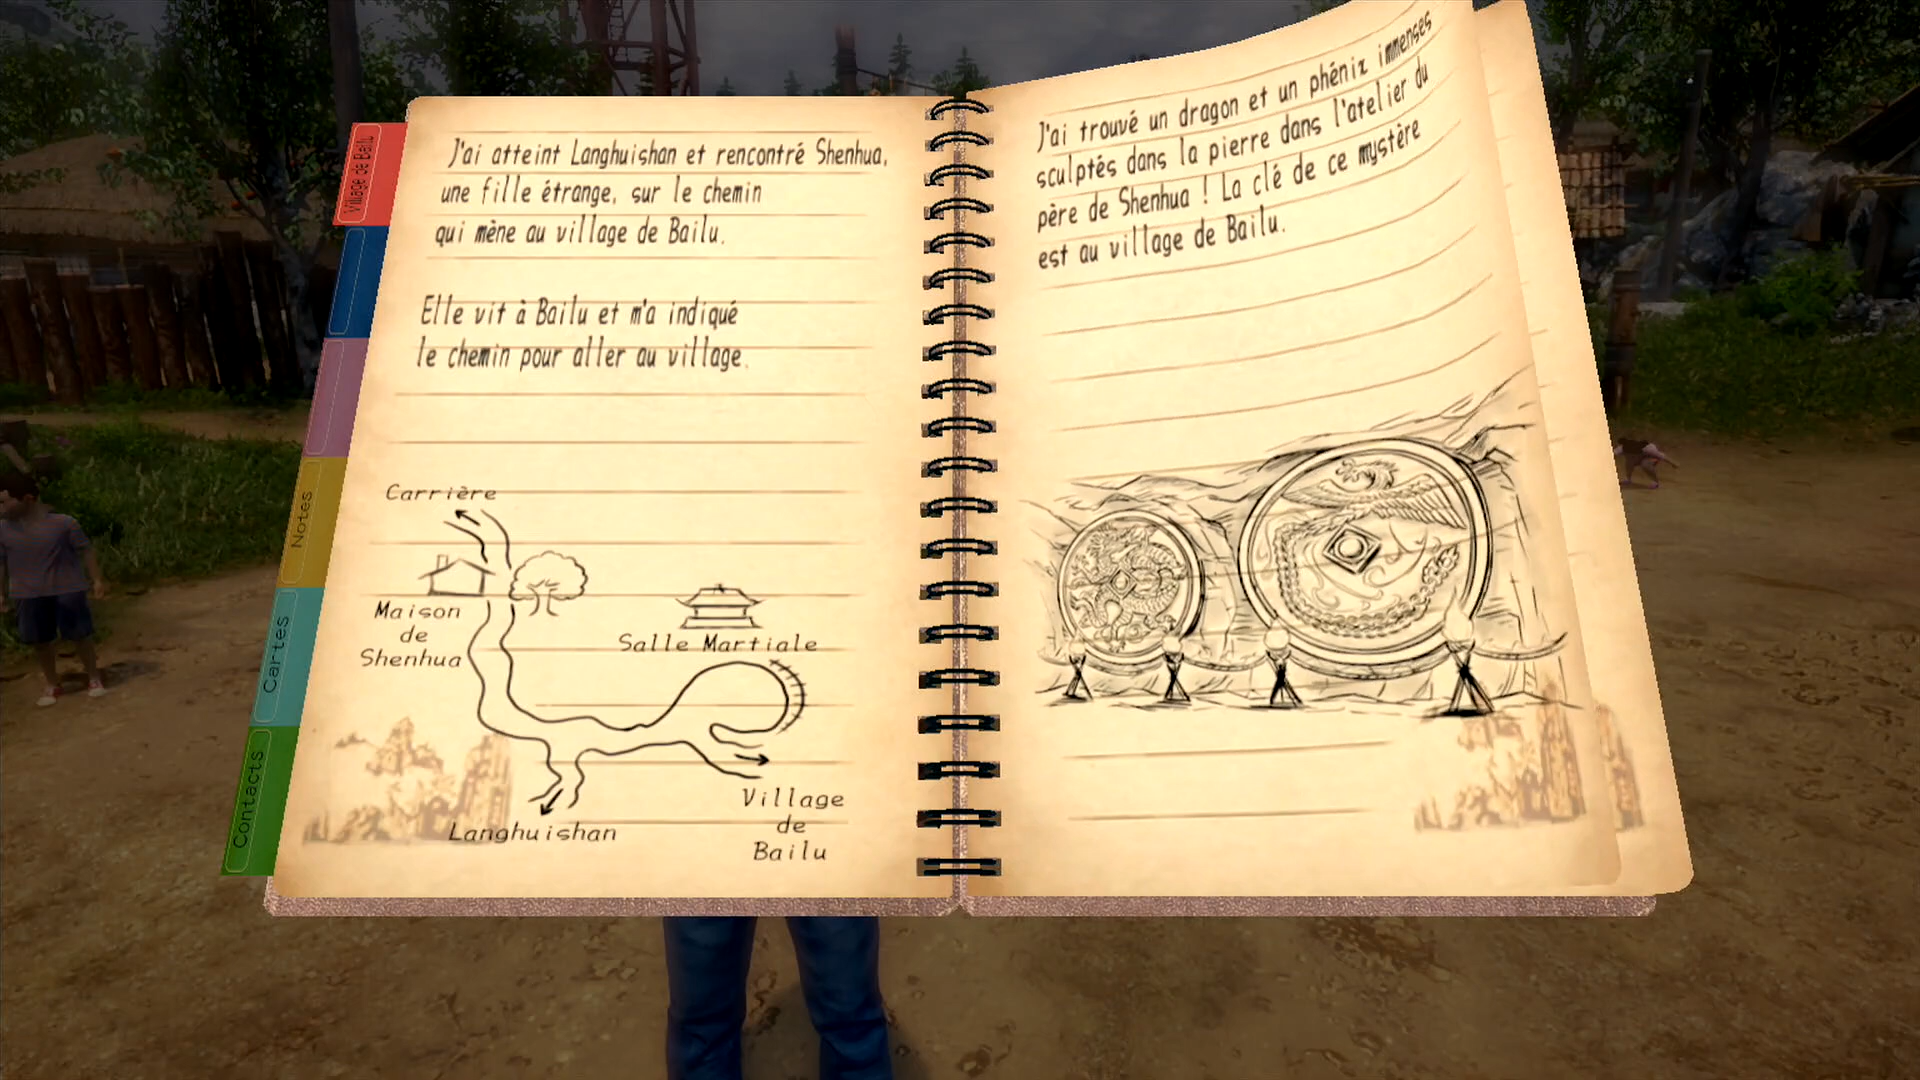 Village de Bailu
Notes
Cartes
Contacts
J'ai atteint Langhuishan et rencontré Shenhua,
une fille étrange, sur le chemin
qui mène au village de Bailu.
Elle vit à Bailu et m'a indiqué
le chemin pour aller au village.
Carrière
Maison
de
Shenhua
Salle Martiale
Langhuishan
Village
de
Bailu
J'ai trouvé un dragon et un phénix immenses
sculptés dans la pierre dans l'atelier du
père de Shenhua ! La clé de ce mystère
est au village de Bailu.